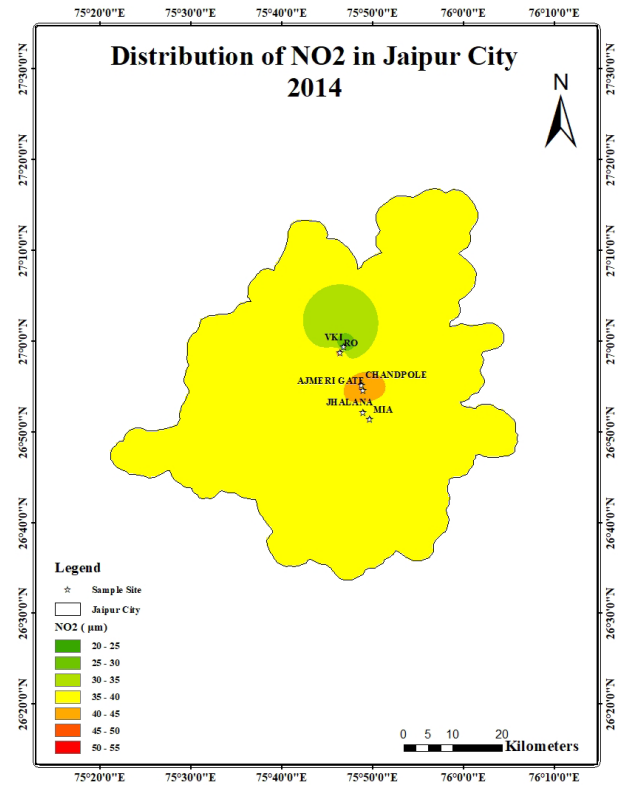 75°20'0"E 75°30'0"E 75°40'0"E 75°50'0"E 76°0'0"E 76°10'0"E
Distribution of NO2 in Jaipur City
2014
N
27°30'0"N 27°30'0"N
27°20'0"N 27°20'0"N
27°10'0"N 27°10'0"N
27°0'0"N 27°0'0"N
VKI
RO
CHANDPOLE
AJMERI GATE
JHALANA
MIA
26°50'0"N 26°50'0"N
26°40'0"N 26°40'0"N
26°30'0"N 26°30'0"N
26°20'0"N 26°20'0"N
Legend
Sample Site
Jaipur City
NO2 ( µm)
20 - 25
25 - 30
30 - 35
35 - 40
40 - 45
45 - 50
50 - 55
0 5 10 20
Kilometers
75°20'0"E 75°30'0"E 75°40'0"E 75°50'0"E 76°0'0"E 76°10'0"E